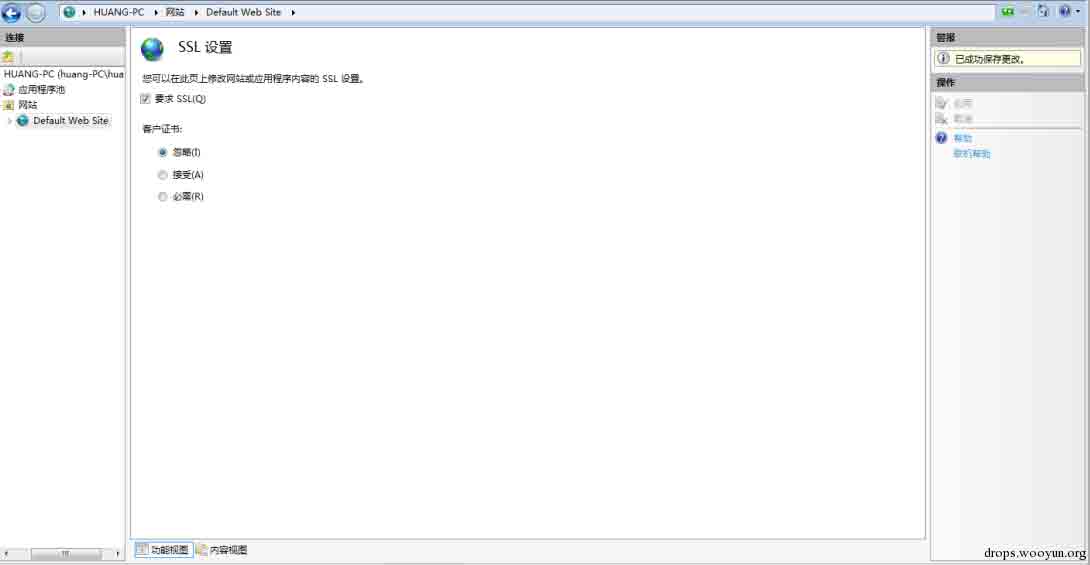 HUANG-PC
网站
Default Web Site
连接
HUANG-PC (huang-PC\hua
应用程序池
网站
Default Web Site
SSL 设置
您可以在此页上修改网站或应用程序内容的 SSL 设置。
要求 SSL(Q)
客户证书:
忽略(I)
接受(A)
必需(R)
功能视图
内容视图
警报
已成功保存更改。
操作
应用
取消
帮助
联机帮助
drops.wooyun.org